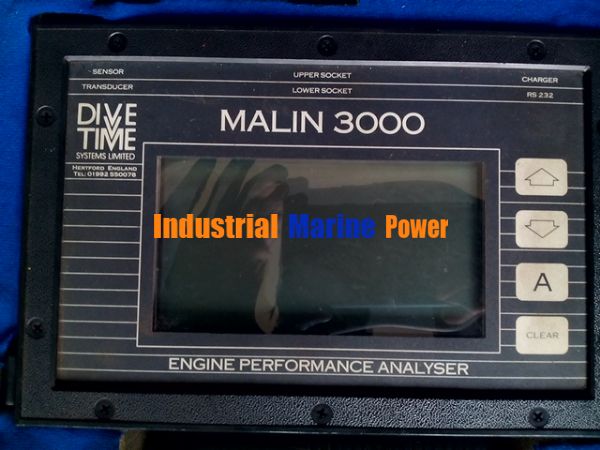 SENSOR UPPER SOCKET CHARGER
TRANSDUCER LOWER SOCKET RS 232
DIVE
TIME
SYSTEMS LIMITED
HERTFORD ENGLAND
TEL: 01992 550078
MALIN 3000
Industrial Marine Power
A
CLEAR
ENGINE PERFORMANCE ANALYSER